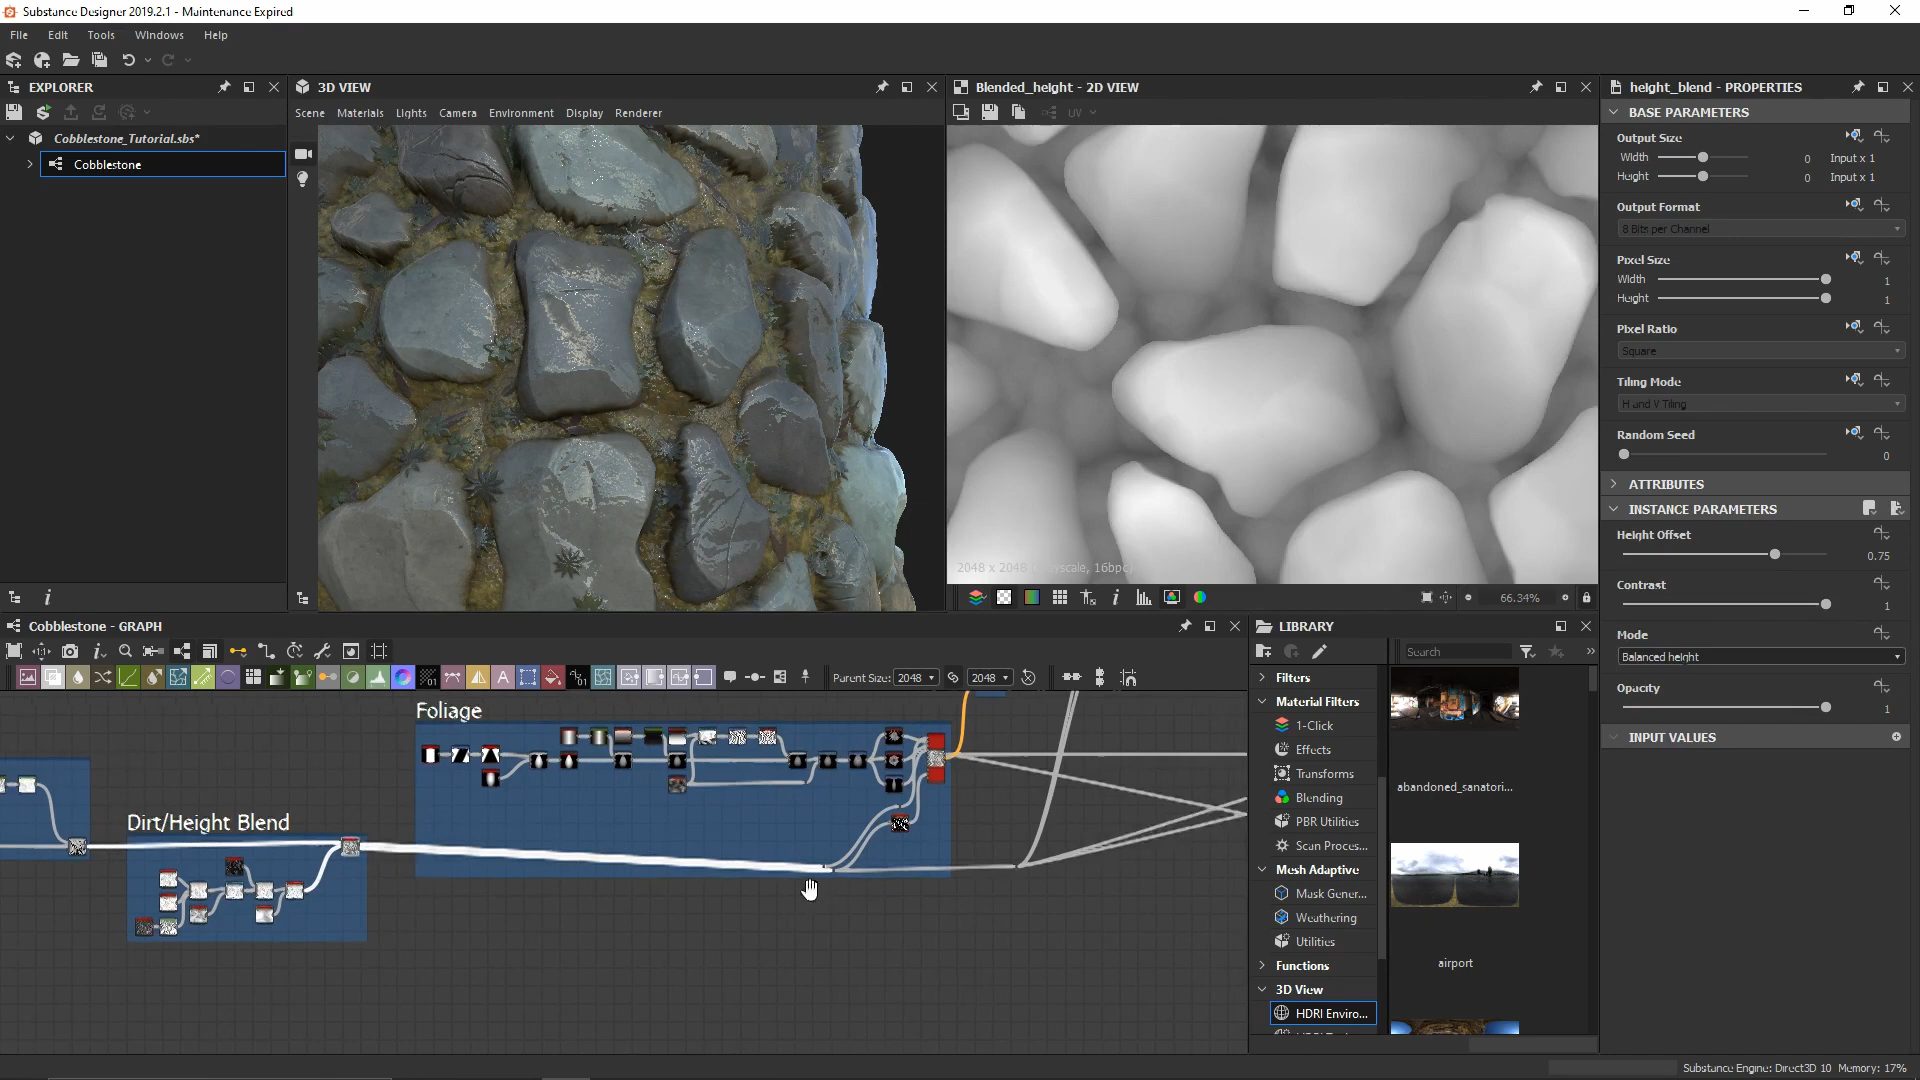 Substance Designer 2019.2.1 - Maintenance Expired
File Edit Tools Windows Help
EXPLORER
Cobblestone_Tutorial.sbs*
Cobblestone
3D VIEW
Scene Materials Lights Camera Environment Display Renderer
Blended_height - 2D VIEW
UV
66.34%
height_blend - PROPERTIES
BASE PARAMETERS
Output Size
Width 0 Input x 1
Height 0 Input x 1
Output Format
8 Bits per Channel
Pixel Size
Width 1
Height 1
Pixel Ratio
Square
Tiling Mode
H and V Tiling
Random Seed
0
ATTRIBUTES
INSTANCE PARAMETERS
Height Offset
0.75
Contrast
1
Mode
Balanced height
Opacity
1
INPUT VALUES
Cobblestone - GRAPH
Parent Size: 2048 2048
Foliage
Dirt/Height Blend
LIBRARY
Search
Filters
Material Filters
1-Click
Effects
Transforms
Blending
PBR Utilities
Scan Proces...
Mesh Adaptive
Mask Gener...
Weathering
Utilities
Functions
3D View
HDRI Enviro...
abandoned_sanatori...
airport
Substance Engine: Direct3D 10 Memory: 17%